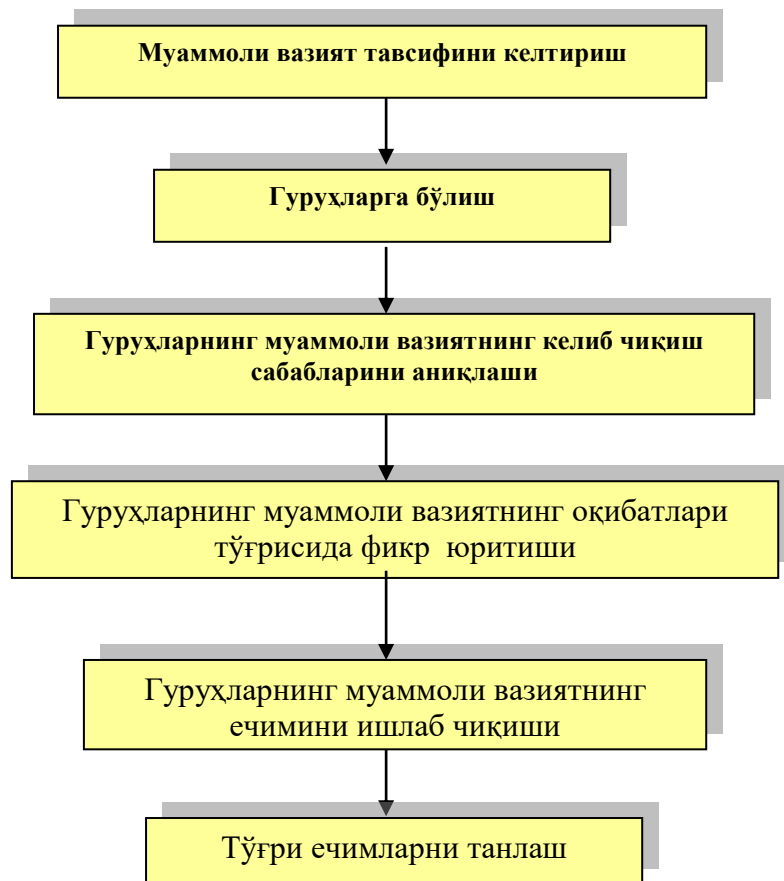 Муаммоли вазият тавсифини келтириш
Гуруҳларга бўлиш
Гуруҳларнинг муаммоли вазиятнинг келиб чиқиш
сабабларини аниқлаши
Гуруҳларнинг муаммоли вазиятнинг оқибатлари
тўғрисида фикр юритиши
Гуруҳларнинг муаммоли вазиятнинг
ечимини ишлаб чиқиши
Тўғри ечимларни танлаш